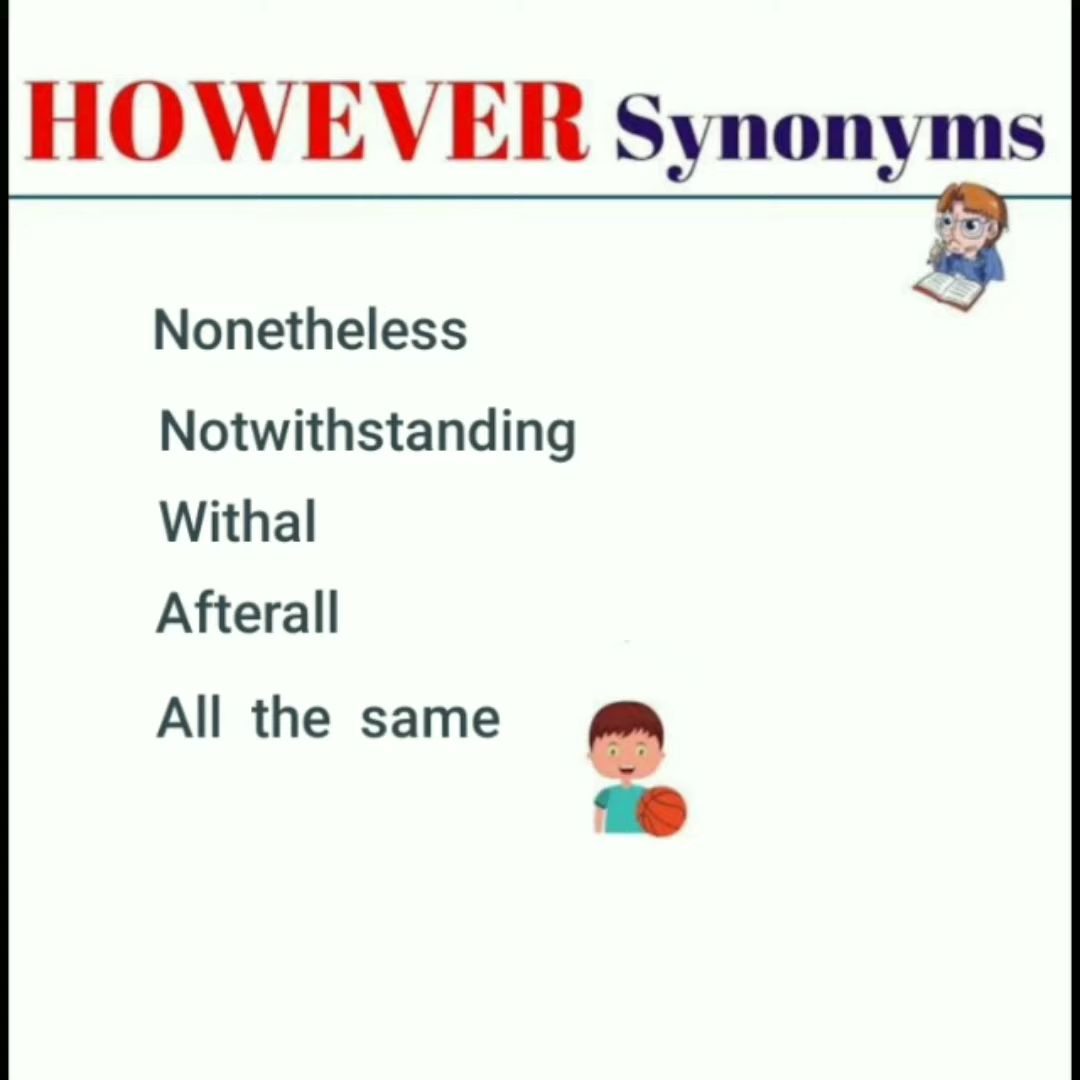 HOWEVER Synonyms
Nonetheless
Notwithstanding
Withal
Afterall
All the same